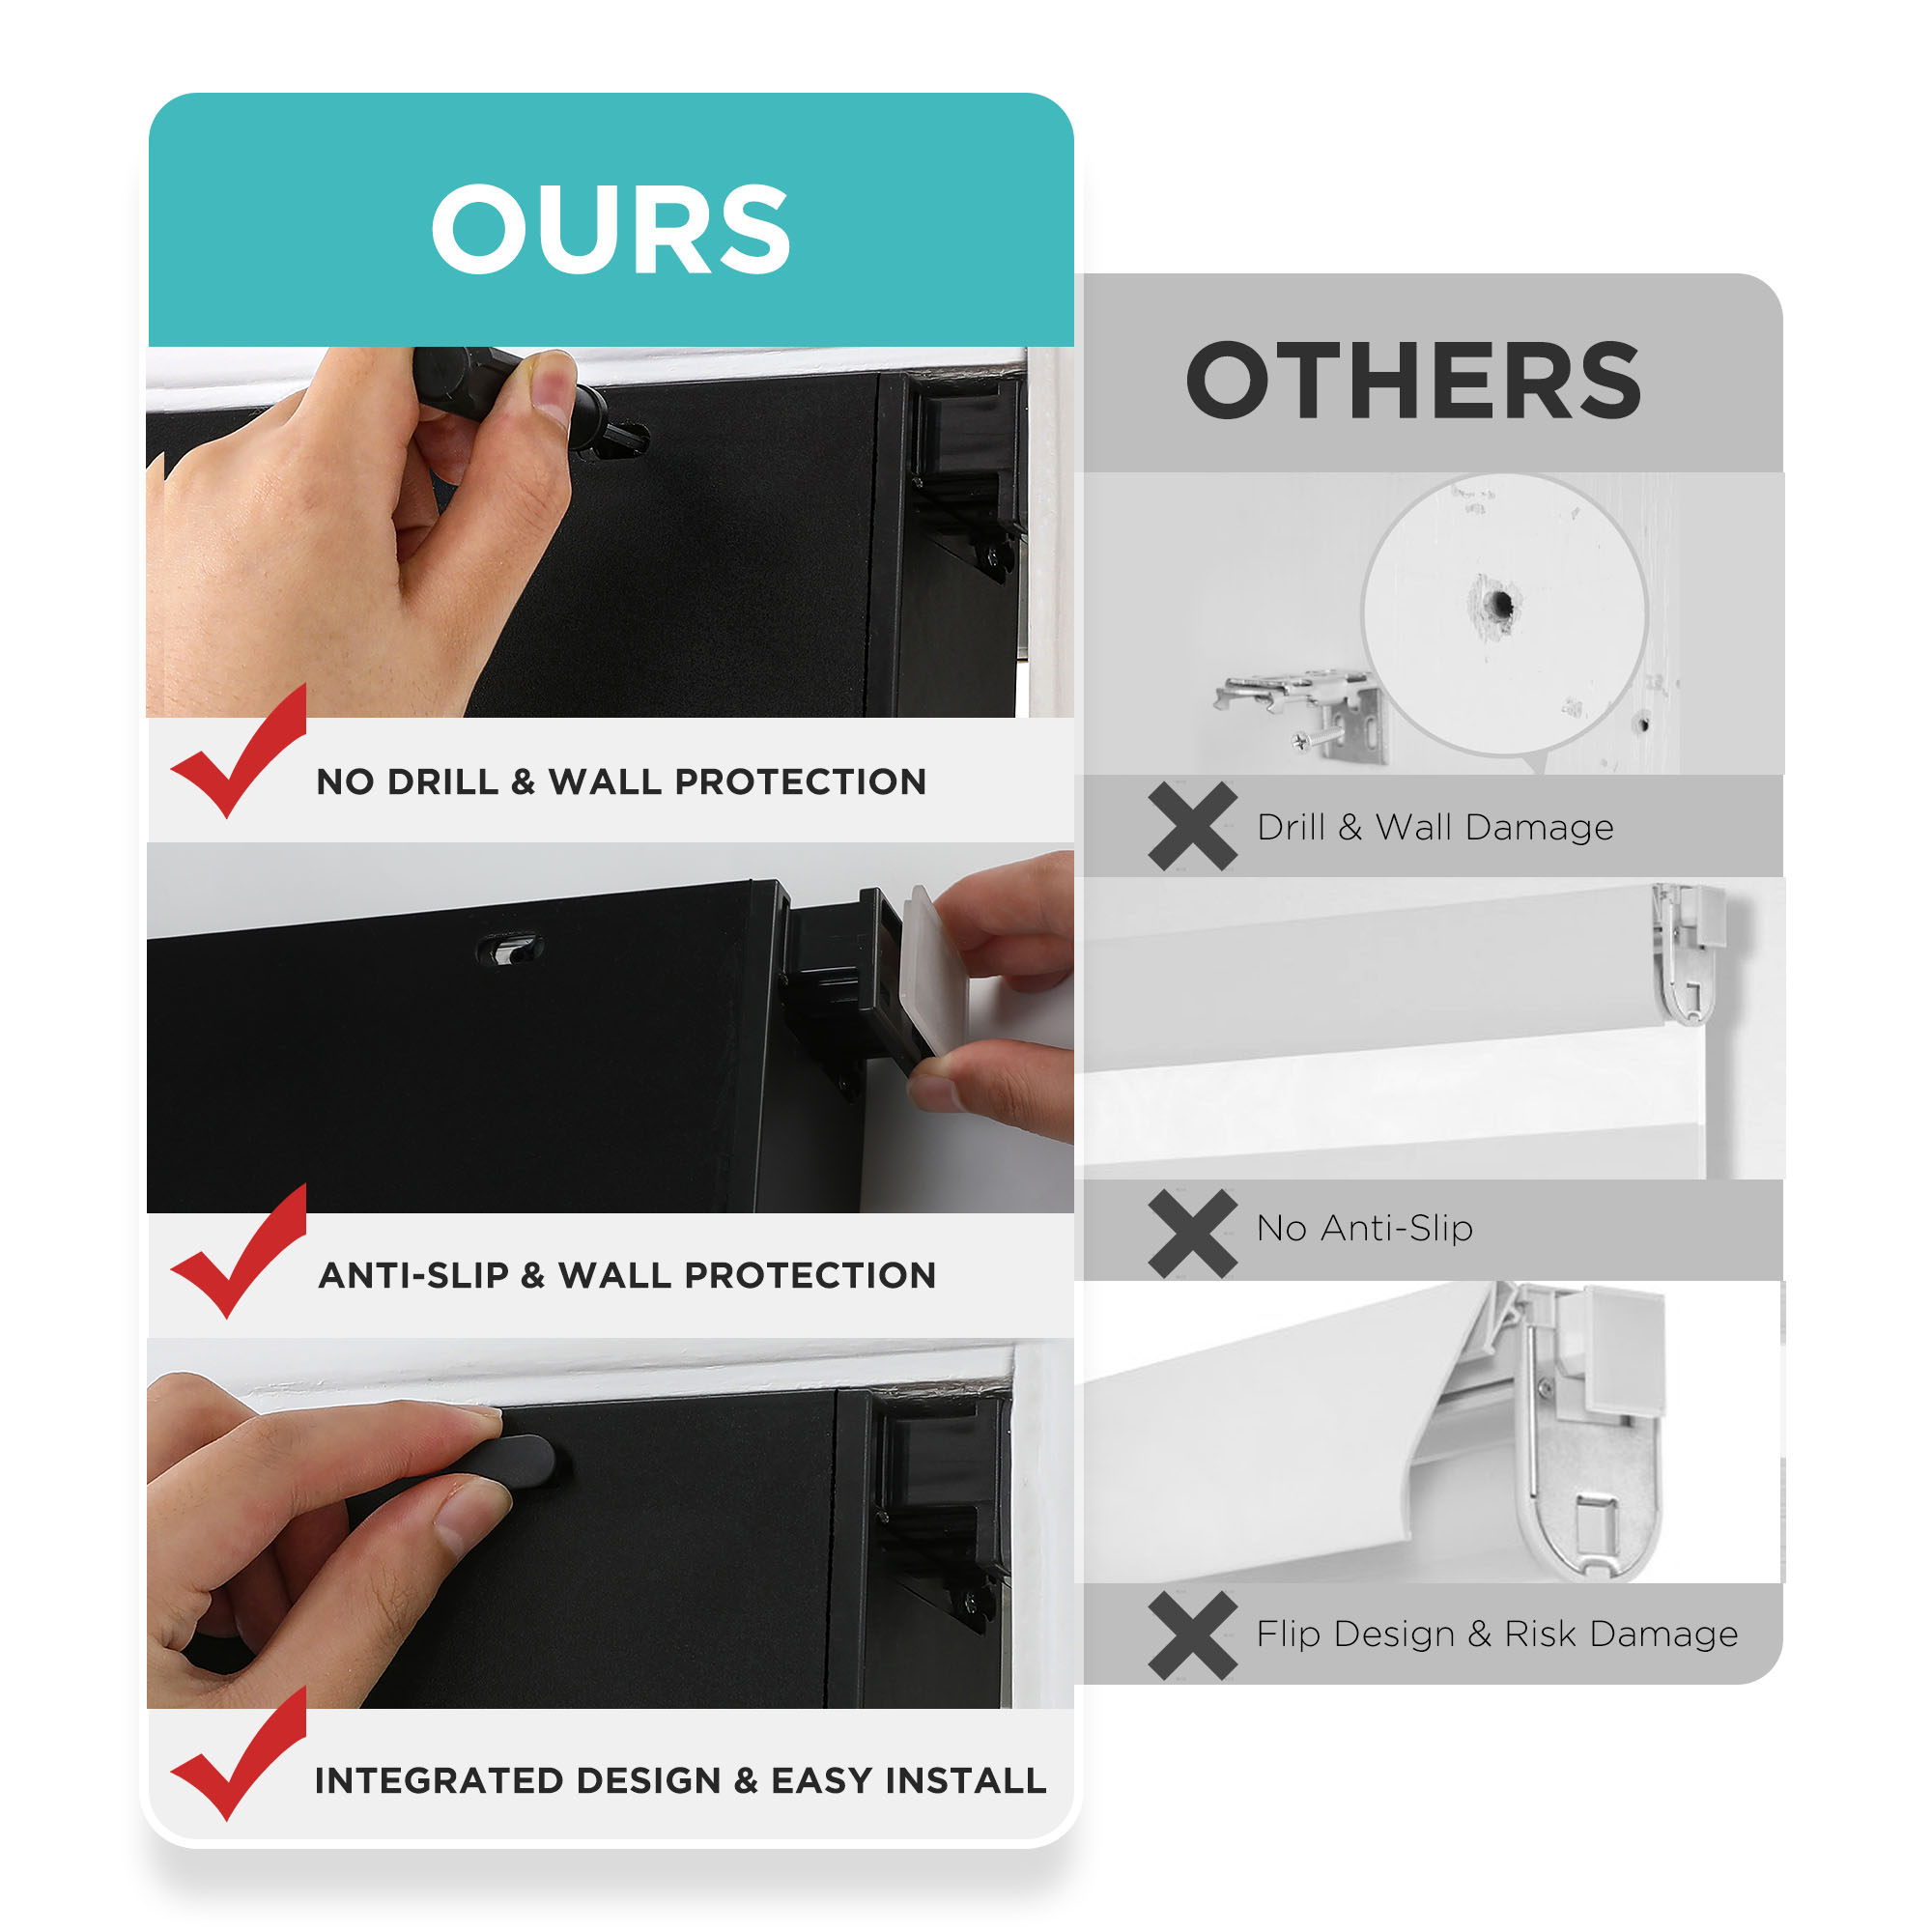 OURS
NO DRILL & WALL PROTECTION
ANTI-SLIP & WALL PROTECTION
INTEGRATED DESIGN & EASY INSTALL
OTHERS
Drill & Wall Damage
No Anti-Slip
Flip Design & Risk Damage